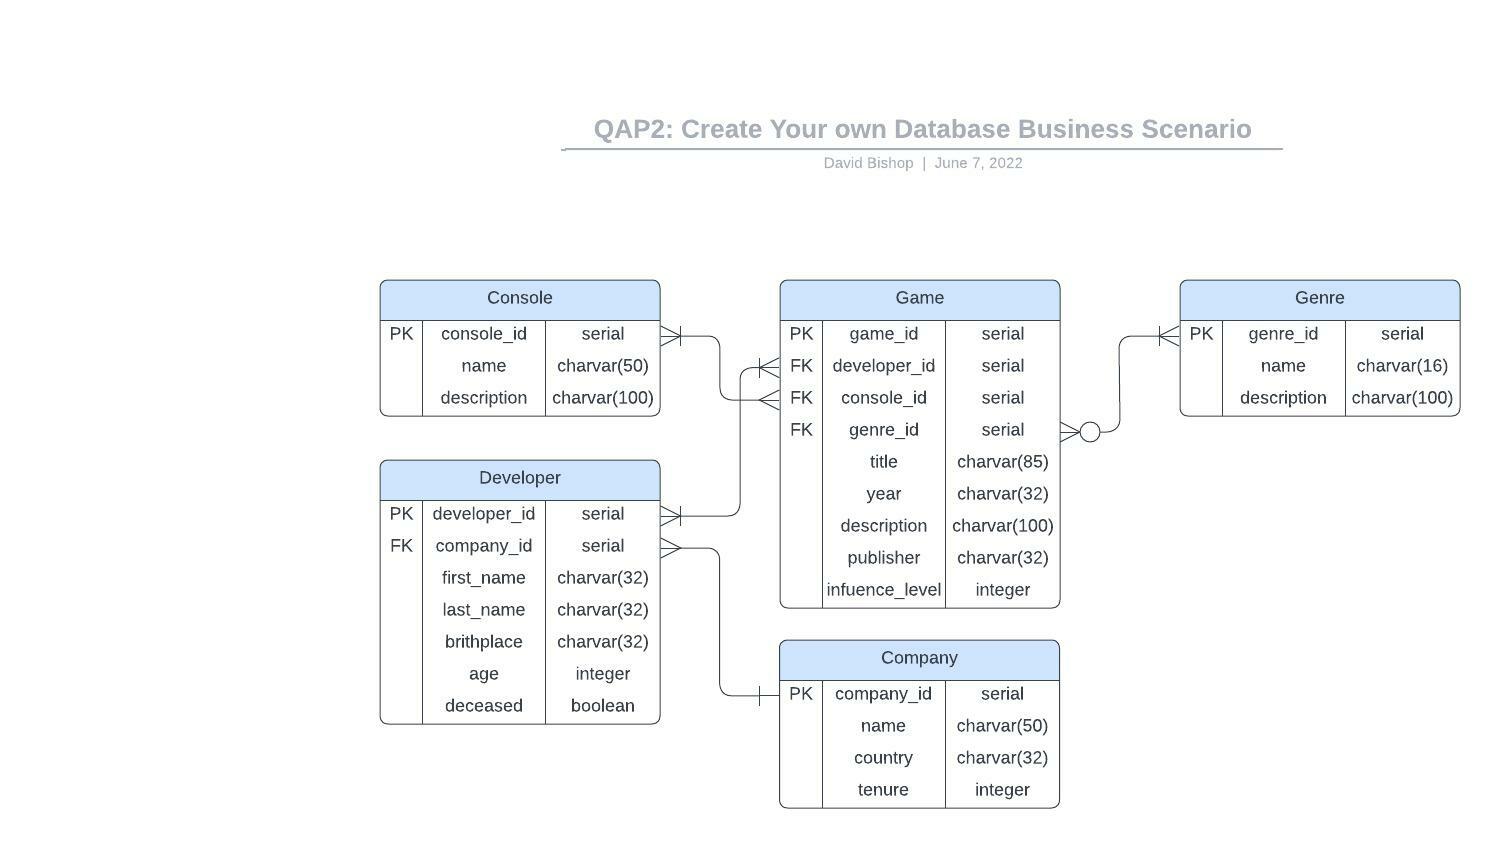 QAP2: Create Your own Database Business Scenario
David Bishop | June 7, 2022
Console
PK console_id serial
name charvar(50)
description charvar(100)
Game
PK game_id serial
FK developer_id serial
FK console_id serial
FK genre_id serial
title charvar(85)
year charvar(32)
description charvar(100)
publisher charvar(32)
infuence_level integer
Genre
PK genre_id serial
name charvar(16)
description charvar(100)
Developer
PK developer_id serial
FK company_id serial
first_name charvar(32)
last_name charvar(32)
brithplace charvar(32)
age integer
deceased boolean
Company
PK company_id serial
name charvar(50)
country charvar(32)
tenure integer